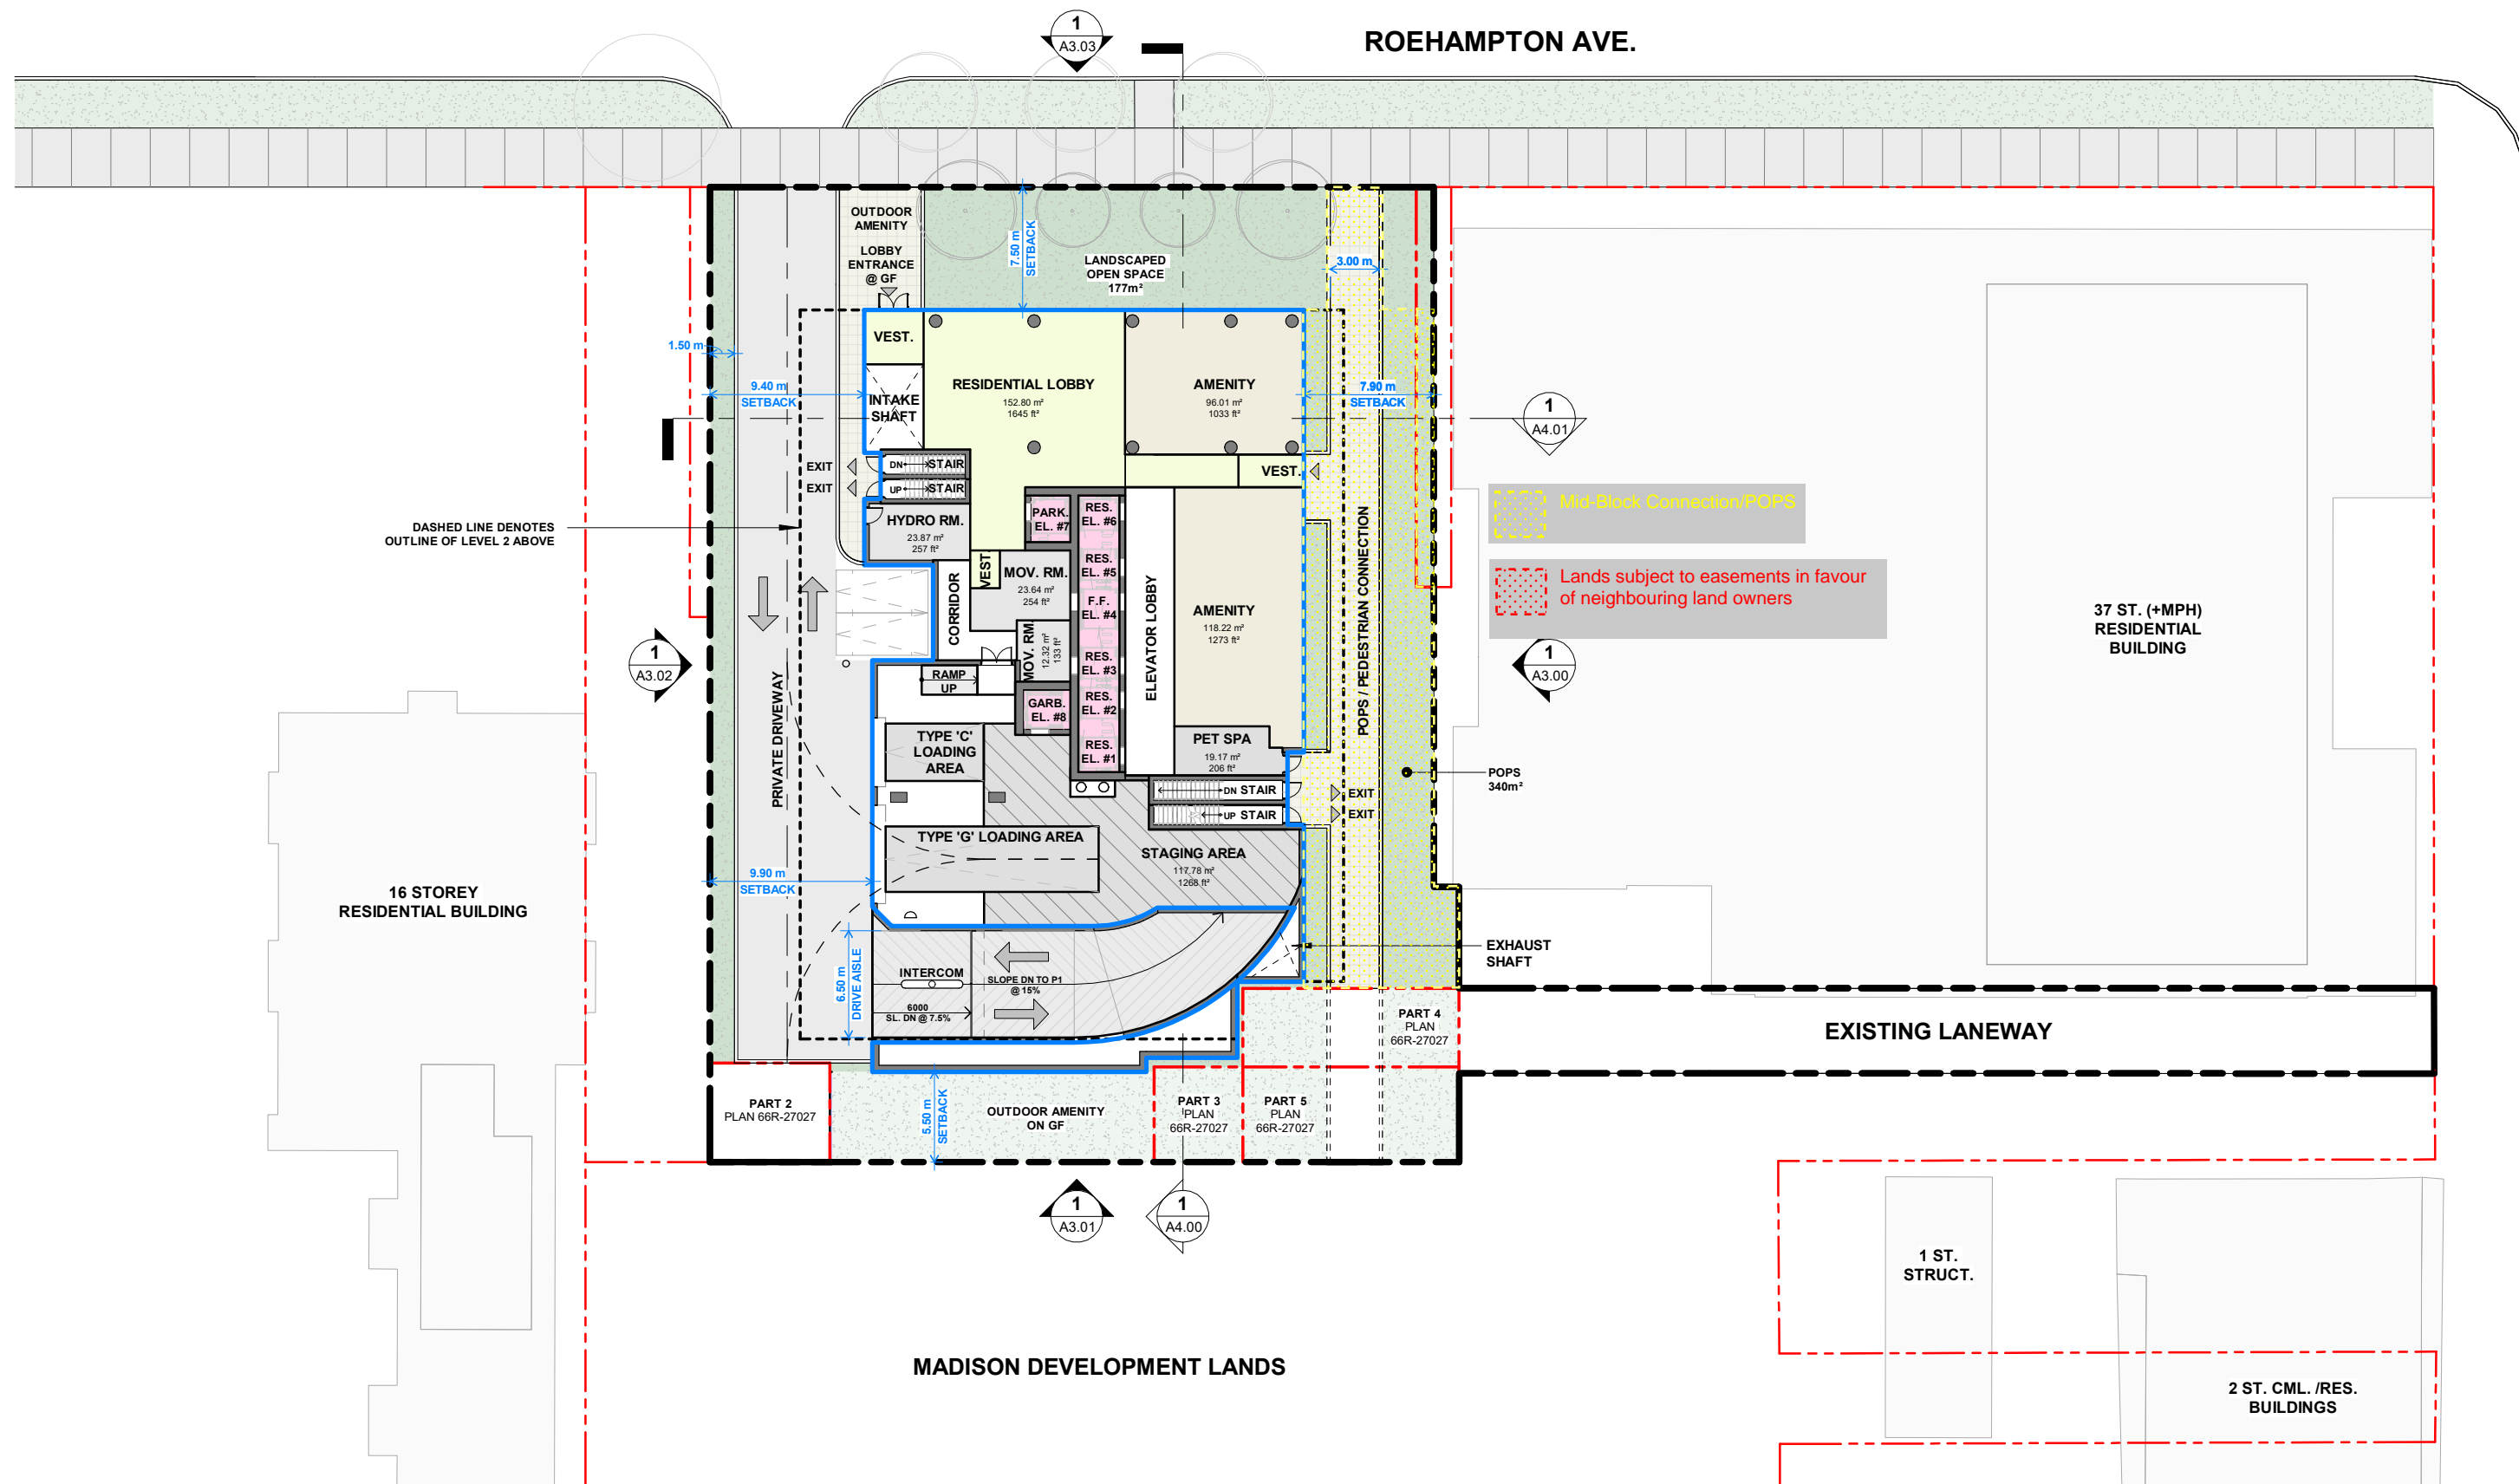 1
A3.03
ROEHAMPTON AVE.
OUTDOOR
AMENITY
LOBBY
ENTRANCE
@ GF
7.50 m
SETBACK
LANDSCAPED
OPEN SPACE
177m²
3.00 m
1.50 m
VEST.
9.40 m
SETBACK
INTAKE
SHAFT
RESIDENTIAL LOBBY
152.80 m²
1645 ft²
AMENITY
96.01 m²
1033 ft²
7.90 m
SETBACK
1
A4.01
EXIT
DN
STAIR
EXIT
UP
STAIR
VEST.
DASHED LINE DENOTES
OUTLINE OF LEVEL 2 ABOVE
HYDRO RM.
23.87 m²
257 ft²
PARK.
EL. #7
RES.
EL. #6
RES.
EL. #5
F.F.
EL. #4
RES.
EL. #3
RES.
EL. #2
RES.
EL. #1
VEST.
MOV. RM.
23.64 m²
254 ft²
CORRIDOR
MOV. RM.
12.32 m²
133 ft²
ELEVATOR LOBBY
AMENITY
118.22 m²
1273 ft²
POPS / PEDESTRIAN CONNECTION
Mid-Block Connection/POPS
Lands subject to easements in favour
of neighbouring land owners
37 ST. (+MPH)
RESIDENTIAL
BUILDING
1
A3.02
1
A3.00
PRIVATE DRIVEWAY
RAMP
UP
GARB.
EL. #8
TYPE 'C'
LOADING
AREA
PET SPA
19.17 m²
206 ft²
POPS
340m²
DN STAIR
EXIT
UP STAIR
EXIT
TYPE 'G' LOADING AREA
STAGING AREA
117.78 m²
1268 ft²
9.90 m
SETBACK
16 STOREY
RESIDENTIAL BUILDING
EXHAUST
SHAFT
6.50 m
DRIVE AISLE
INTERCOM
SLOPE DN TO P1
@ 15%
6000
SL. DN @ 7.5%
PART 4
PLAN
66R-27027
EXISTING LANEWAY
PART 2
PLAN 66R-27027
5.50 m
SETBACK
OUTDOOR AMENITY
ON GF
PART 3
PLAN
66R-27027
PART 5
PLAN
66R-27027
1
A3.01
1
A4.00
1 ST.
STRUCT.
MADISON DEVELOPMENT LANDS
2 ST. CML. /RES.
BUILDINGS